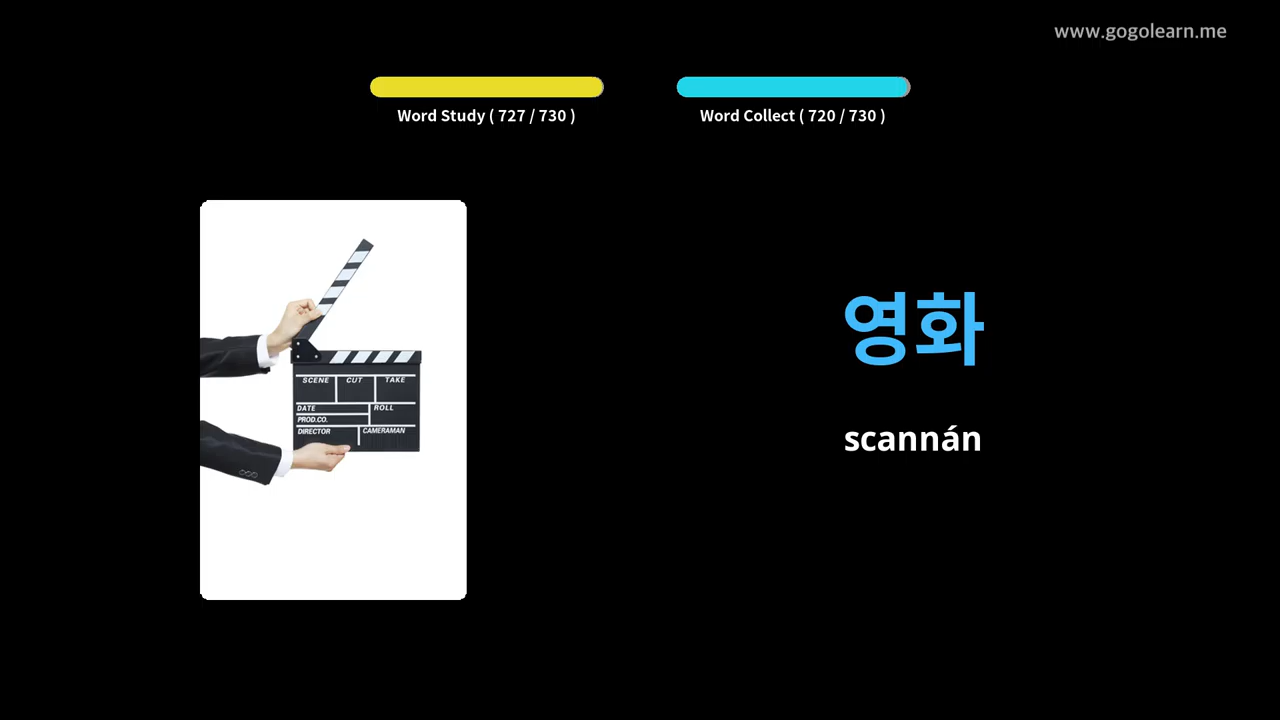 www.gogolearn.me
Word Study ( 727 / 730 )
Word Collect ( 720 / 730 )
SCENE CUT TAKE
DATE ROLL
PROD.CO.
DIRECTOR CAMERAMAN
영화
scannán